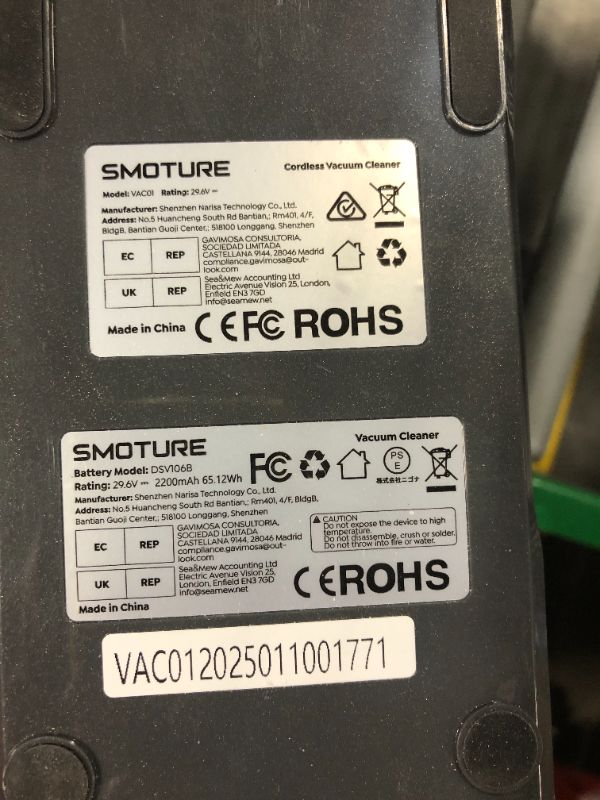 SMOTURE Cordless Vacuum Cleaner
Model: VAC01 Rating: 29.6V ⎓
Manufacturer: Shenzhen Narisa Technology Co., Ltd.
Address: No.5 Huancheng South Rd Bantian,; Rm401, 4/F,
BldgB, Bantian Guoji Center,; 518100 Longgang, Shenzhen
EC REP
GAVIMOSA CONSULTORIA,
SOCIEDAD LIMITADA
CASTELLANA 9144, 28046 Madrid
compliance.gavimosa@out-
look.com
UK REP
Sea&Mew Accounting Ltd
Electric Avenue Vision 25, London,
Enfield EN3 7GD
info@seamew.net
Made in China CE FC ROHS
SMOTURE Vacuum Cleaner
Battery Model: DSV106B
Rating: 29.6V ⎓ 2200mAh 65.12Wh
FC
PS
E
株式会社ニゴナ
Manufacturer: Shenzhen Narisa Technology Co., Ltd.
Address: No.5 Huancheng South Rd Bantian,; Rm401, 4/F, BldgB,
Bantian Guoji Center,; 518100 Longgang, Shenzhen
EC REP
GAVIMOSA CONSULTORIA,
SOCIEDAD LIMITADA
CASTELLANA 9144, 28046 Madrid
compliance.gavimosa@out-
look.com
CAUTION
Do not expose the device to high
temperature.
Do not disassemble, crush or solder.
Do not throw into fire or water.
UK REP
Sea&Mew Accounting Ltd
Electric Avenue Vision 25,
London, Enfield EN3 7GD
info@seamew.net
CE ROHS
Made in China
VAC012025011001771